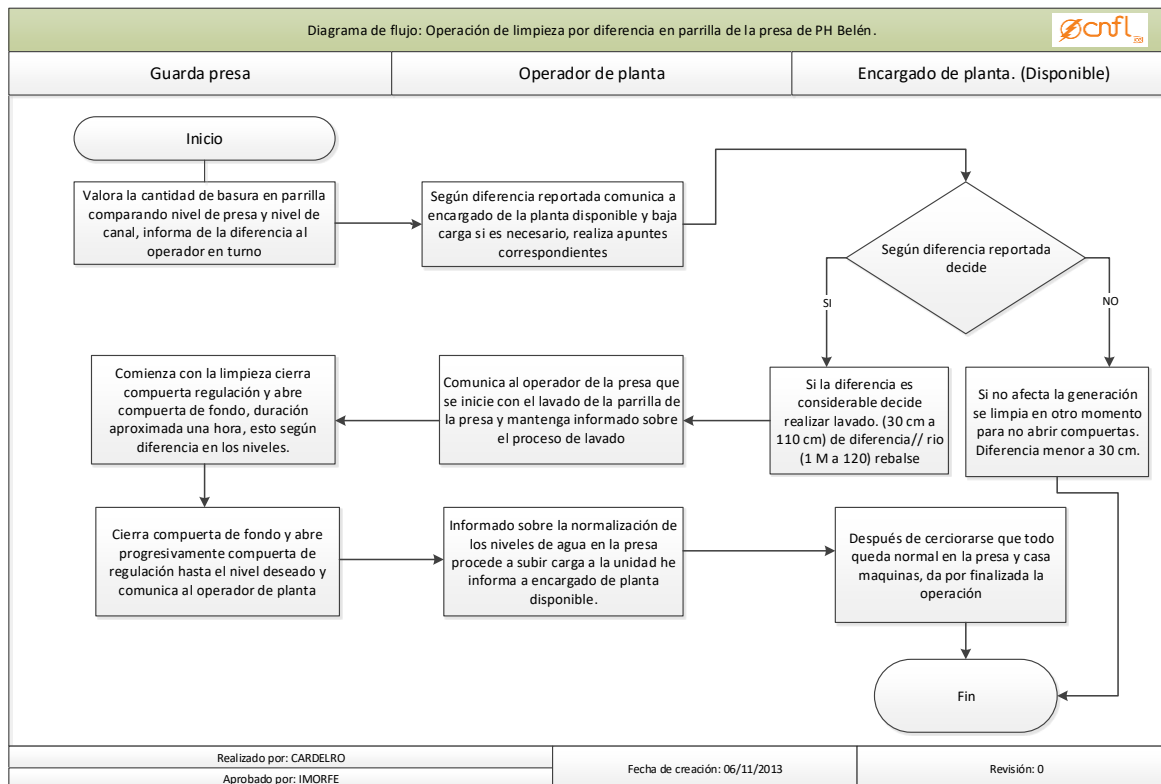 Diagrama de flujo: Operación de limpieza por diferencia en parrilla de la presa de PH Belén.
cnfl
Guarda presa
Operador de planta
Encargado de planta. (Disponible)
Inicio
Valora la cantidad de basura en parrilla
comparando nivel de presa y nivel de
canal, informa de la diferencia al
operador en turno
Según diferencia reportada comunica a
encargado de la planta disponible y baja
carga si es necesario, realiza apuntes
correspondientes
Según diferencia reportada
decide
SI
NO
Si la diferencia es
considerable decide
realizar lavado. (30 cm a
110 cm) de diferencia// rio
(1 M a 120) rebalse
Si no afecta la generación
se limpia en otro momento
para no abrir compuertas.
Diferencia menor a 30 cm.
Comunica al operador de la presa que
se inicie con el lavado de la parrilla de
la presa y mantenga informado sobre
el proceso de lavado
Comienza con la limpieza cierra
compuerta regulación y abre
compuerta de fondo, duración
aproximada una hora, esto según
diferencia en los niveles.
Cierra compuerta de fondo y abre
progresivamente compuerta de
regulación hasta el nivel deseado y
comunica al operador de planta
Informado sobre la normalización de
los niveles de agua en la presa
procede a subir carga a la unidad he
informa a encargado de planta
disponible.
Después de cerciorarse que todo
queda normal en la presa y casa
maquinas, da por finalizada la
operación
Fin
Realizado por: CARDELRO
Aprobado por: IMORFE
Fecha de creación: 06/11/2013
Revisión: 0